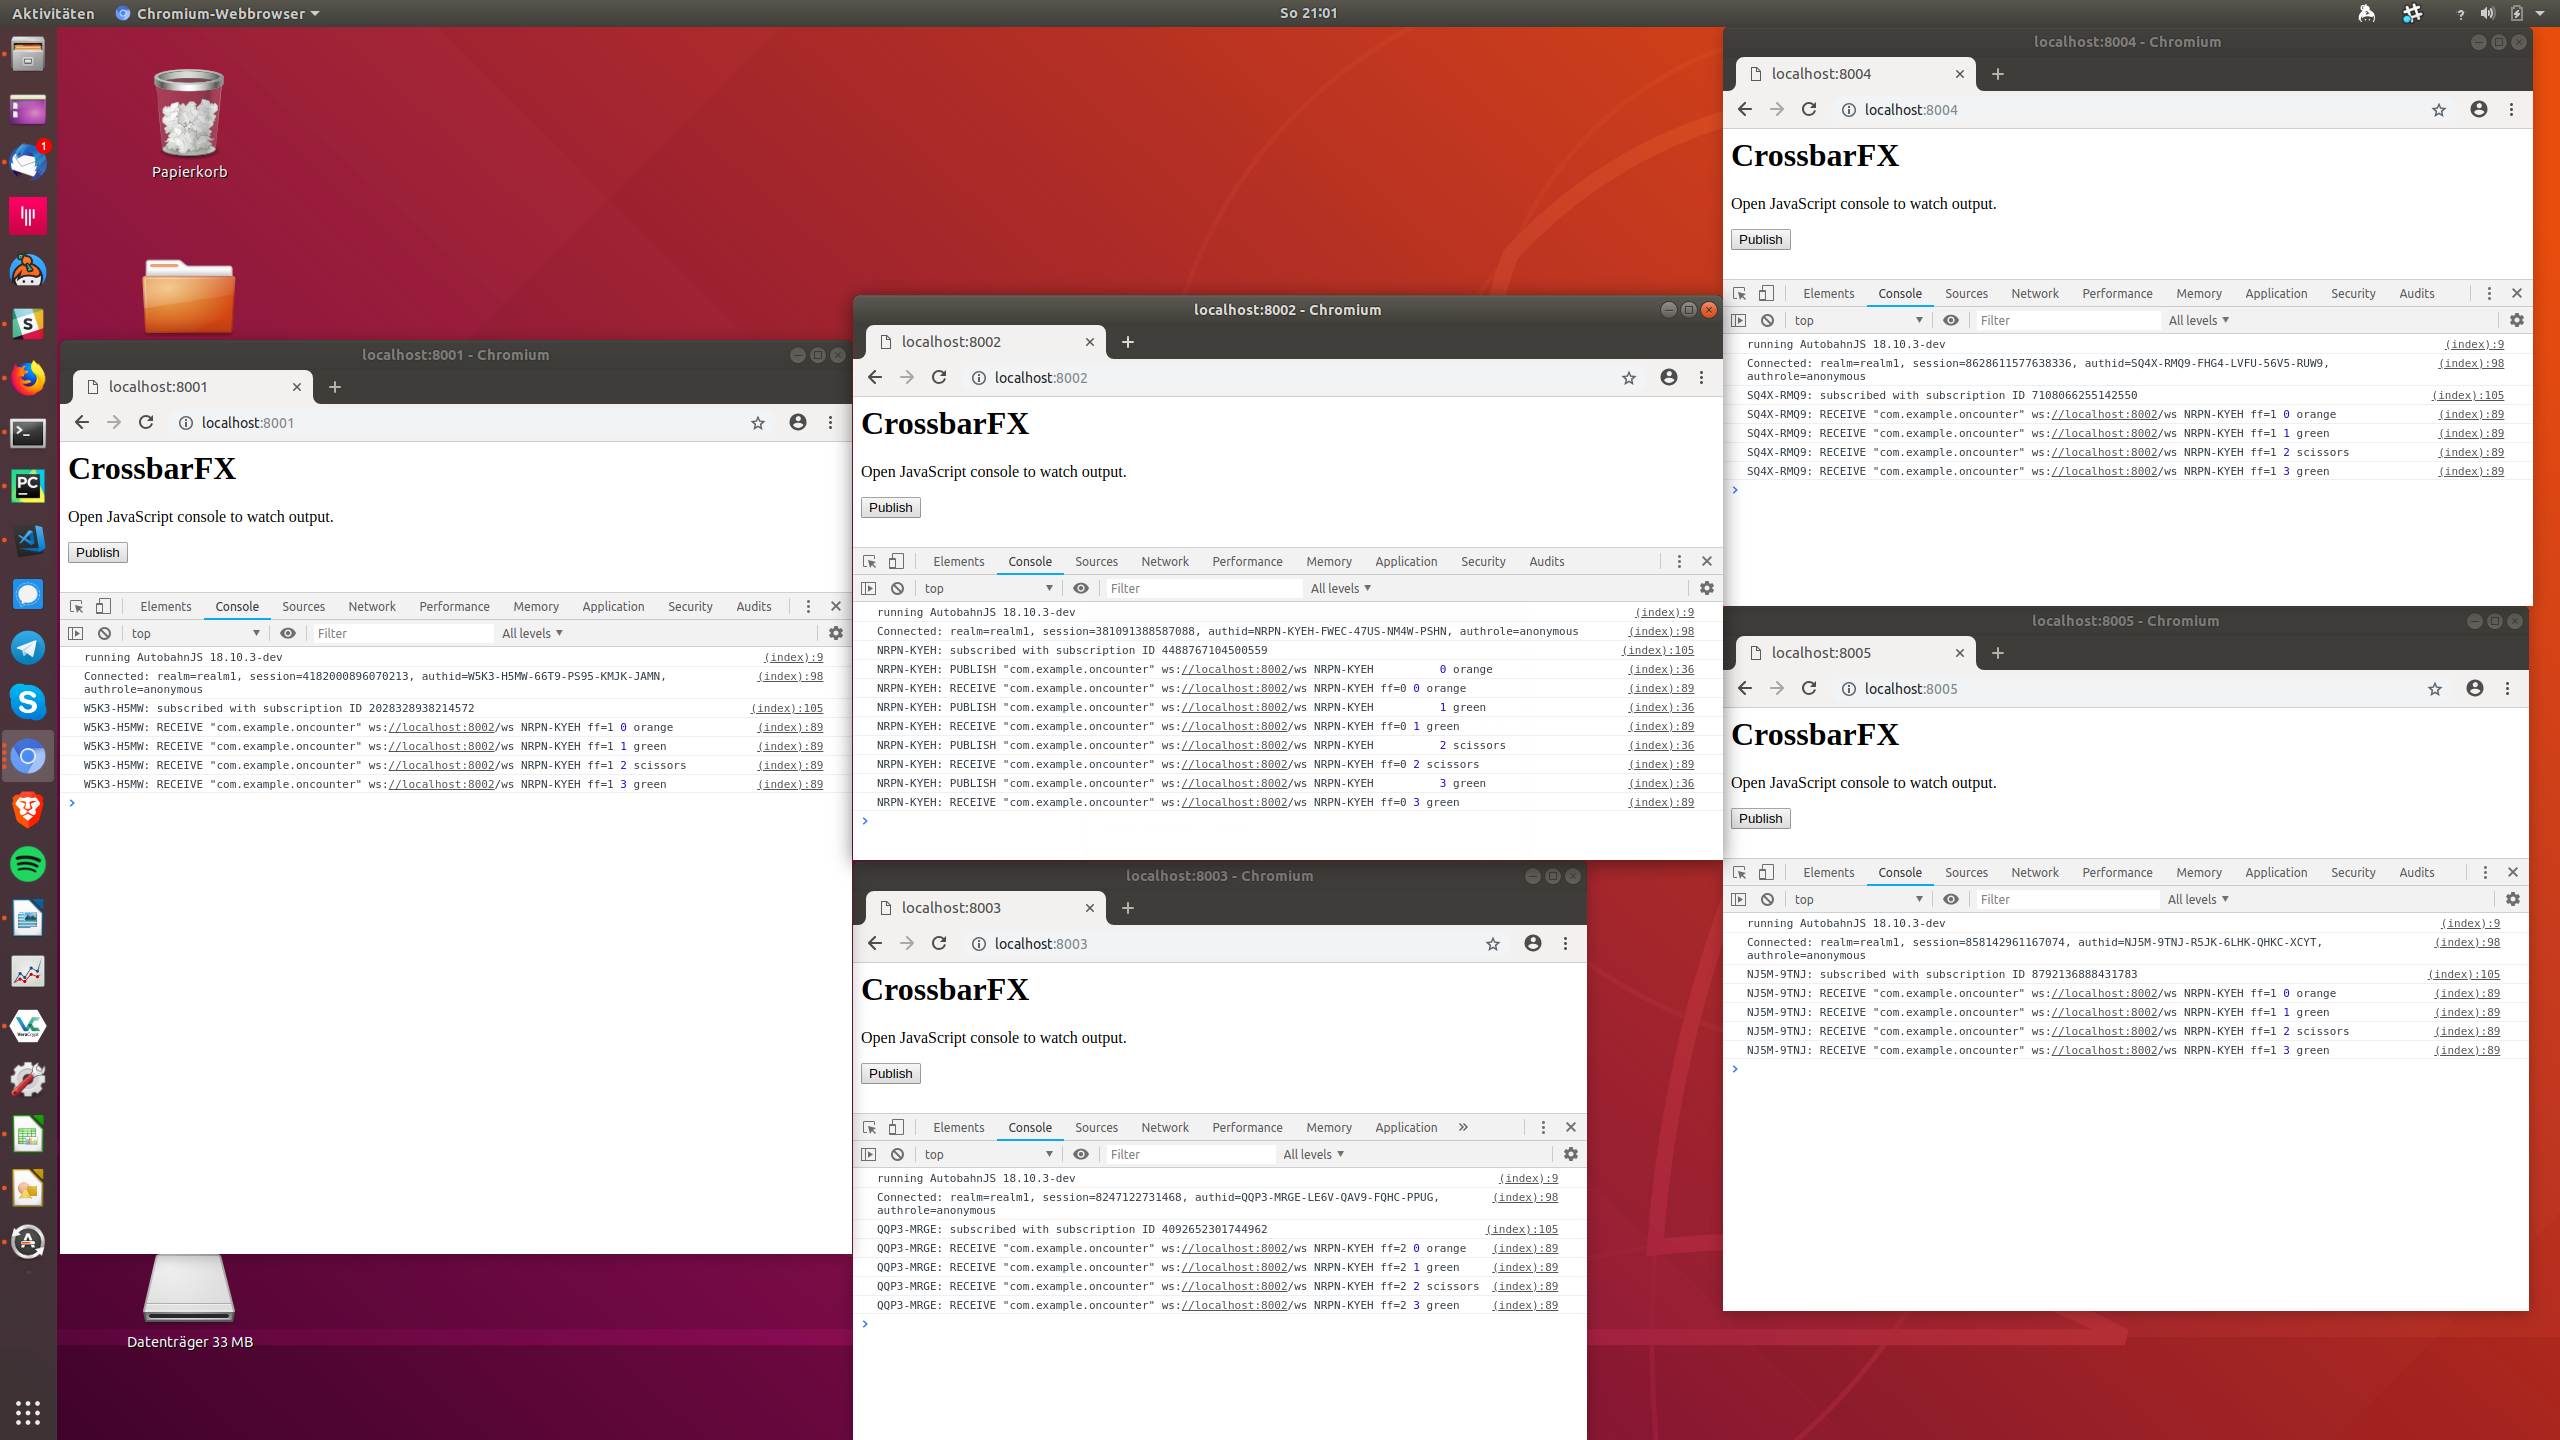 Aktivitäten
Chromium-Webbrowser
So 21:01
?
1
Papierkorb
Datenträger 33 MB
localhost:8001 - Chromium
localhost:8001
localhost:8001
CrossbarFX
Open JavaScript console to watch output.
Publish
Elements Console Sources Network Performance Memory Application Security Audits
top Filter All levels
running AutobahnJS 18.10.3-dev (index):9
Connected: realm=realm1, session=4182000896070213, authid=W5K3-H5MW-66T9-PS95-KMJK-JAMN, (index):98
authrole=anonymous
W5K3-H5MW: subscribed with subscription ID 2028328938214572 (index):105
W5K3-H5MW: RECEIVE "com.example.oncounter" ws://localhost:8002/ws NRPN-KYEH ff=1 0 orange (index):89
W5K3-H5MW: RECEIVE "com.example.oncounter" ws://localhost:8002/ws NRPN-KYEH ff=1 1 green (index):89
W5K3-H5MW: RECEIVE "com.example.oncounter" ws://localhost:8002/ws NRPN-KYEH ff=1 2 scissors (index):89
W5K3-H5MW: RECEIVE "com.example.oncounter" ws://localhost:8002/ws NRPN-KYEH ff=1 3 green (index):89
localhost:8002 - Chromium
localhost:8002
localhost:8002
CrossbarFX
Open JavaScript console to watch output.
Publish
Elements Console Sources Network Performance Memory Application Security Audits
top Filter All levels
running AutobahnJS 18.10.3-dev (index):9
Connected: realm=realm1, session=381091388587088, authid=NRPN-KYEH-FWEC-47US-NM4W-PSHN, authrole=anonymous (index):98
NRPN-KYEH: subscribed with subscription ID 4488767104500559 (index):105
NRPN-KYEH: PUBLISH "com.example.oncounter" ws://localhost:8002/ws NRPN-KYEH 0 orange (index):36
NRPN-KYEH: RECEIVE "com.example.oncounter" ws://localhost:8002/ws NRPN-KYEH ff=0 0 orange (index):89
NRPN-KYEH: PUBLISH "com.example.oncounter" ws://localhost:8002/ws NRPN-KYEH 1 green (index):36
NRPN-KYEH: RECEIVE "com.example.oncounter" ws://localhost:8002/ws NRPN-KYEH ff=0 1 green (index):89
NRPN-KYEH: PUBLISH "com.example.oncounter" ws://localhost:8002/ws NRPN-KYEH 2 scissors (index):36
NRPN-KYEH: RECEIVE "com.example.oncounter" ws://localhost:8002/ws NRPN-KYEH ff=0 2 scissors (index):89
NRPN-KYEH: PUBLISH "com.example.oncounter" ws://localhost:8002/ws NRPN-KYEH 3 green (index):36
NRPN-KYEH: RECEIVE "com.example.oncounter" ws://localhost:8002/ws NRPN-KYEH ff=0 3 green (index):89
localhost:8003 - Chromium
localhost:8003
localhost:8003
CrossbarFX
Open JavaScript console to watch output.
Publish
Elements Console Sources Network Performance Memory Application »
top Filter All levels
running AutobahnJS 18.10.3-dev (index):9
Connected: realm=realm1, session=8247122731468, authid=QQP3-MRGE-LE6V-QAV9-FQHC-PPUG, (index):98
authrole=anonymous
QQP3-MRGE: subscribed with subscription ID 4092652301744962 (index):105
QQP3-MRGE: RECEIVE "com.example.oncounter" ws://localhost:8002/ws NRPN-KYEH ff=2 0 orange (index):89
QQP3-MRGE: RECEIVE "com.example.oncounter" ws://localhost:8002/ws NRPN-KYEH ff=2 1 green (index):89
QQP3-MRGE: RECEIVE "com.example.oncounter" ws://localhost:8002/ws NRPN-KYEH ff=2 2 scissors (index):89
QQP3-MRGE: RECEIVE "com.example.oncounter" ws://localhost:8002/ws NRPN-KYEH ff=2 3 green (index):89
localhost:8004 - Chromium
localhost:8004
localhost:8004
CrossbarFX
Open JavaScript console to watch output.
Publish
Elements Console Sources Network Performance Memory Application Security Audits
top Filter All levels
running AutobahnJS 18.10.3-dev (index):9
Connected: realm=realm1, session=8628611577638336, authid=SQ4X-RMQ9-FHG4-LVFU-56V5-RUW9, (index):98
authrole=anonymous
SQ4X-RMQ9: subscribed with subscription ID 7108066255142550 (index):105
SQ4X-RMQ9: RECEIVE "com.example.oncounter" ws://localhost:8002/ws NRPN-KYEH ff=1 0 orange (index):89
SQ4X-RMQ9: RECEIVE "com.example.oncounter" ws://localhost:8002/ws NRPN-KYEH ff=1 1 green (index):89
SQ4X-RMQ9: RECEIVE "com.example.oncounter" ws://localhost:8002/ws NRPN-KYEH ff=1 2 scissors (index):89
SQ4X-RMQ9: RECEIVE "com.example.oncounter" ws://localhost:8002/ws NRPN-KYEH ff=1 3 green (index):89
localhost:8005 - Chromium
localhost:8005
localhost:8005
CrossbarFX
Open JavaScript console to watch output.
Publish
Elements Console Sources Network Performance Memory Application Security Audits
top Filter All levels
running AutobahnJS 18.10.3-dev (index):9
Connected: realm=realm1, session=858142961167074, authid=NJ5M-9TNJ-R5JK-6LHK-QHKC-XCYT, (index):98
authrole=anonymous
NJ5M-9TNJ: subscribed with subscription ID 8792136888431783 (index):105
NJ5M-9TNJ: RECEIVE "com.example.oncounter" ws://localhost:8002/ws NRPN-KYEH ff=1 0 orange (index):89
NJ5M-9TNJ: RECEIVE "com.example.oncounter" ws://localhost:8002/ws NRPN-KYEH ff=1 1 green (index):89
NJ5M-9TNJ: RECEIVE "com.example.oncounter" ws://localhost:8002/ws NRPN-KYEH ff=1 2 scissors (index):89
NJ5M-9TNJ: RECEIVE "com.example.oncounter" ws://localhost:8002/ws NRPN-KYEH ff=1 3 green (index):89